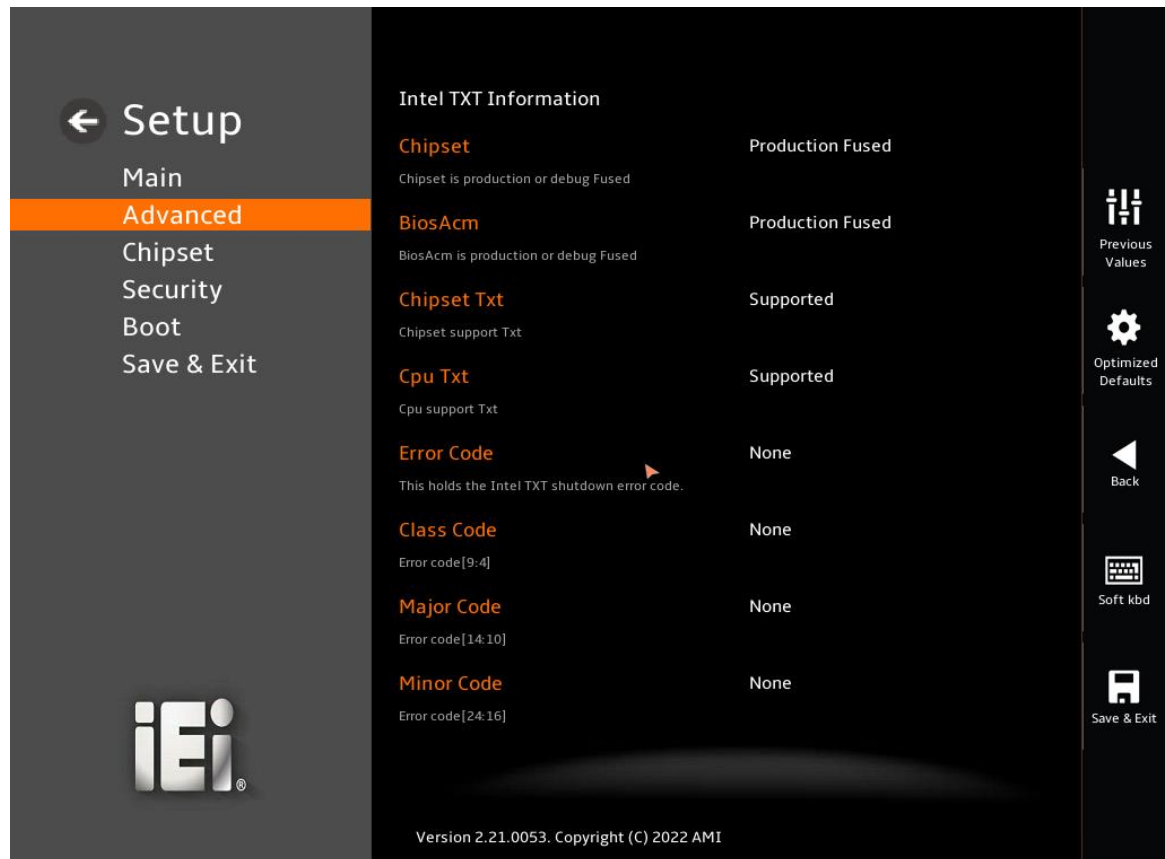 Setup
Main
Advanced
Chipset
Security
Boot
Save & Exit
iEi®
Intel TXT Information
Chipset Production Fused
Chipset is production or debug Fused
BiosAcm Production Fused
BiosAcm is production or debug Fused
Chipset Txt Supported
Chipset support Txt
Cpu Txt Supported
Cpu support Txt
Error Code None
This holds the Intel TXT shutdown error code.
Class Code None
Error code[9:4]
Major Code None
Error code[14:10]
Minor Code None
Error code[24:16]
Version 2.21.0053. Copyright (C) 2022 AMI
Previous
Values
Optimized
Defaults
Back
Soft kbd
Save & Exit